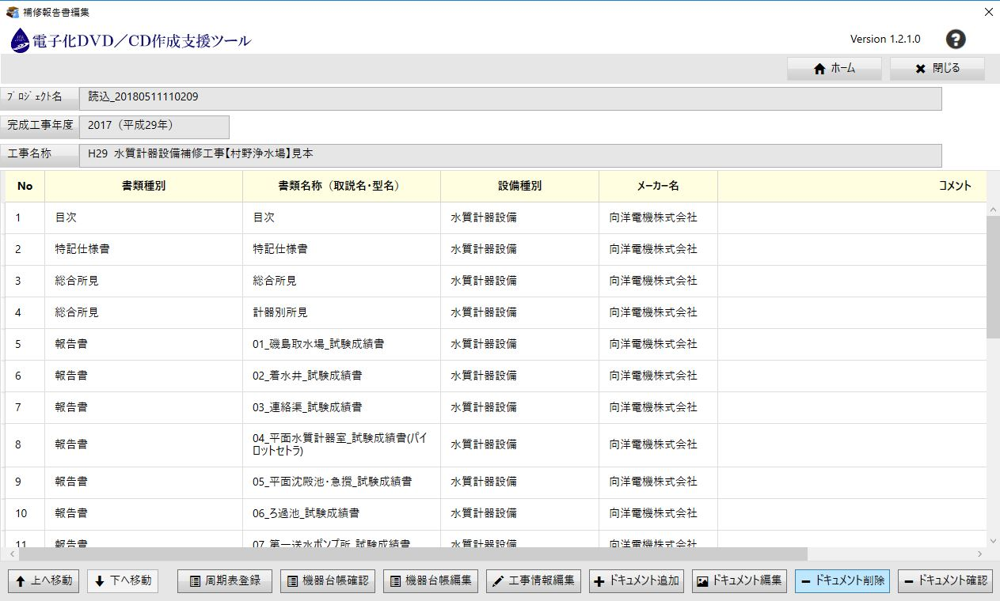 補修報告書編集
電子化DVD／CD作成支援ツール
Version 1.2.1.0
ホーム 閉じる
プロジェクト名 読込_20180511110209
完成工事年度 2017（平成29年）
工事名称 H29 水質計器設備補修工事【村野浄水場】見本
No 書類種別 書類名称（取説名・型名） 設備種別 メーカー名 コメント
1 目次 目次 水質計器設備 向洋電機株式会社
2 特記仕様書 特記仕様書 水質計器設備 向洋電機株式会社
3 総合所見 総合所見 水質計器設備 向洋電機株式会社
4 総合所見 計器別所見 水質計器設備 向洋電機株式会社
5 報告書 01_磯島取水場_試験成績書 水質計器設備 向洋電機株式会社
6 報告書 02_着水井_試験成績書 水質計器設備 向洋電機株式会社
7 報告書 03_連絡渠_試験成績書 水質計器設備 向洋電機株式会社
8 報告書 04_平面水質計器室_試験成績書(パイ
ロットセトラ) 水質計器設備 向洋電機株式会社
9 報告書 05_平面沈殿池・急攪_試験成績書 水質計器設備 向洋電機株式会社
10 報告書 06_ろ過池_試験成績書 水質計器設備 向洋電機株式会社
11 報告書 07_第一送水ポンプ所_試験成績書 水質計器設備 向洋電機株式会社
上へ移動 下へ移動 周期表登録 機器台帳確認 機器台帳編集 工事情報編集 ドキュメント追加 ドキュメント編集 ドキュメント削除 ドキュメント確認